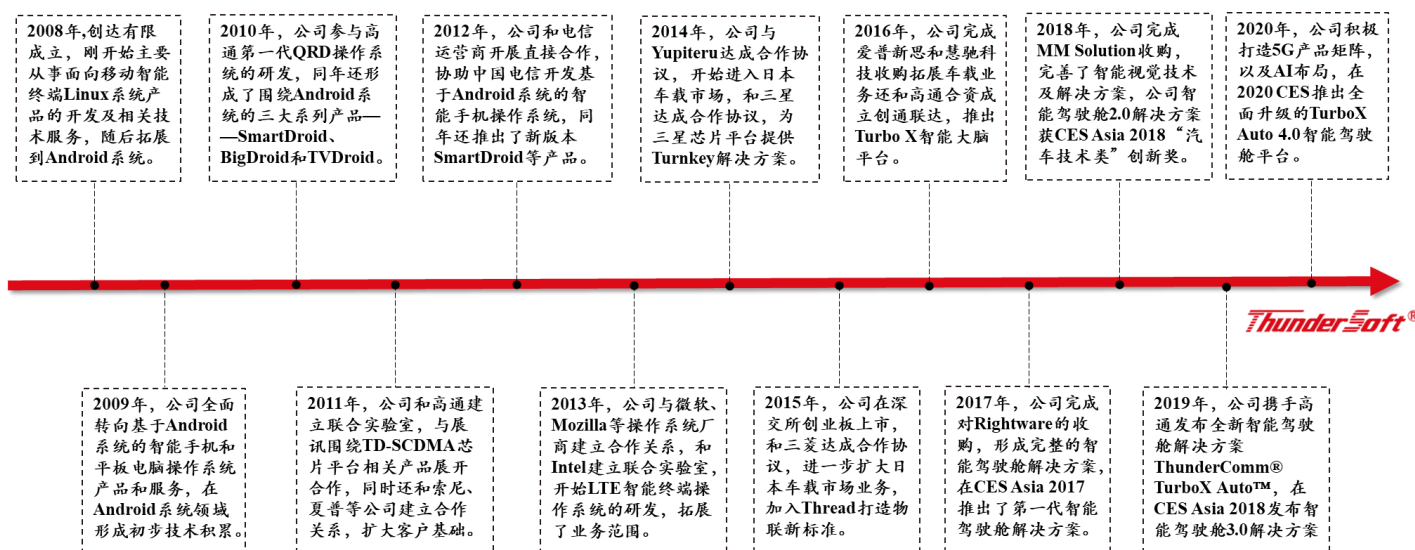 2008年,创达有限
成立，刚开始主要
从事面向移动智能
终端Linux系统产
品的开发及相关技
术服务，随后拓展
到Android系统。
2010年，公司参与高
通第一代QRD操作系
统的研发，同年还形
成了围绕Android系
统的三大系列产品—
—SmartDroid、
BigDroid和TVDroid。
2012年，公司和电信
运营商开展直接合作，
协助中国电信开发基
于Android系统的智
能手机操作系统，同
年还推出了新版本
SmartDroid等产品。
2014年，公司与
Yupiteru达成合作协
议，开始进入日本
车载市场，和三星
达成合作协议，为
三星芯片平台提供
Turnkey解决方案。
2016年，公司完成
爱普新思和慧驰科
技收购拓展车载业
务还和高通合资成
立创通联达，推出
Turbo X智能大脑
平台。
2018年，公司完成
MM Solution收购，
完善了智能视觉技术
及解决方案，公司智
能驾驶舱2.0解决方案
获CES Asia 2018“汽
车技术类”创新奖。
2020年，公司积极
打造5G产品矩阵，
以及AI布局，在
2020 CES推出全
面升级的TurboX
Auto 4.0智能驾驶
舱平台。
ThunderSoft®
2009年，公司全面
转向基于Android
系统的智能手机和
平板电脑操作系统
产品和服务，在
Android系统领域
形成初步技术积累。
2011年，公司和高通建
立联合实验室，与展
讯围绕TD-SCDMA芯
片平台相关产品展开
合作，同时还和索尼、
夏普等公司建立合作
关系，扩大客户基础。
2013年，公司与微软、
Mozilla等操作系统厂
商建立合作关系，和
Intel建立联合实验室，
开始LTE智能终端操
作系统的研发，拓展
了业务范围。
2015年，公司在深
交所创业板上市，
和三菱达成合作协
议，进一步扩大日
本车载市场业务，
加入Thread打造物
联新标准。
2017年，公司完成
对Rightware的收
购，形成完整的智
能驾驶舱解决方案，
在CES Asia 2017
推出了第一代智能
驾驶舱解决方案。
2019年，公司携手高
通发布全新智能驾驶
舱解决方案
ThunderComm®
TurboX Auto™，在
CES Asia 2018发布智
能驾驶舱3.0解决方案